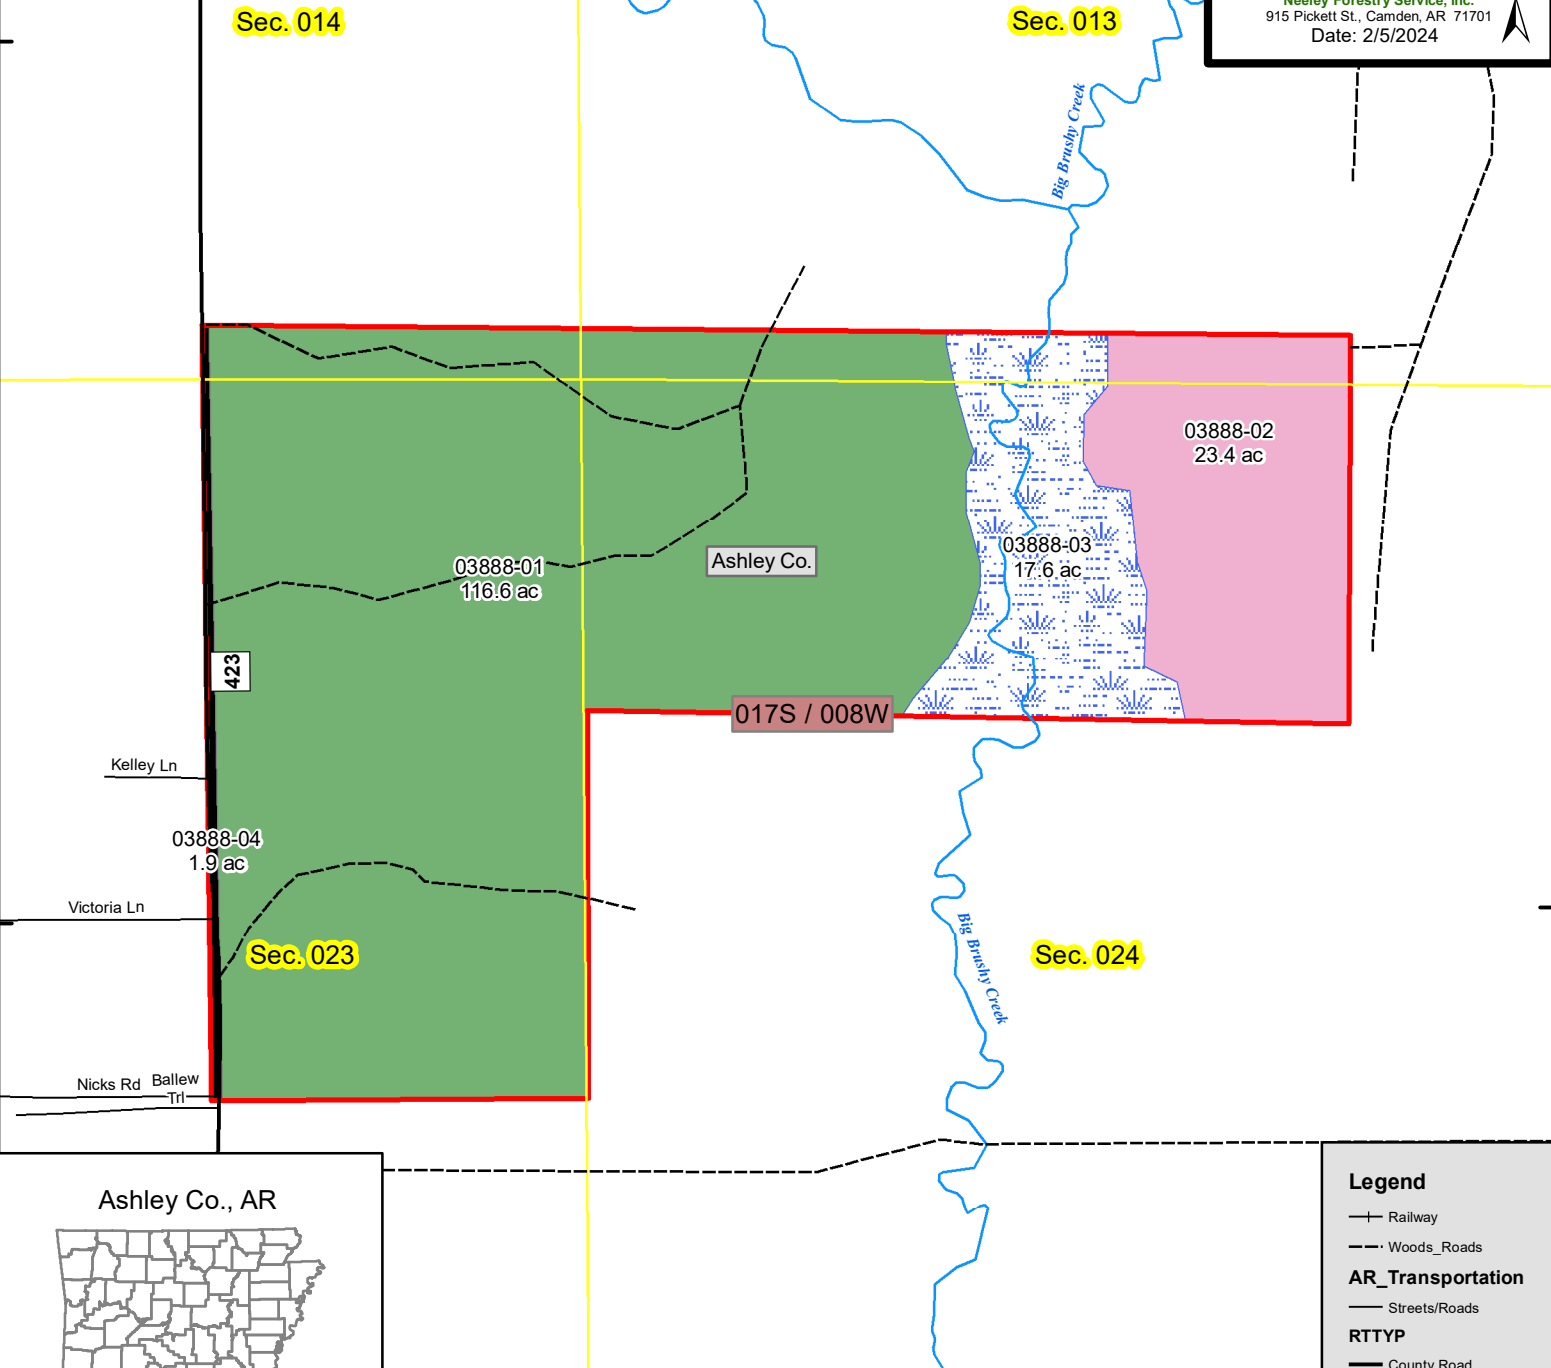 Neeley Forestry Service, Inc.
915 Pickett St., Camden, AR 71701
Date: 2/5/2024
Sec. 014
Sec. 013
Big Brushy Creek
03888-02
23.4 ac
03888-03
17.6 ac
03888-01
116.6 ac
Ashley Co.
423
017S / 008W
Kelley Ln
03888-04
1.9 ac
Victoria Ln
Sec. 023
Sec. 024
Big Brushy Creek
Nicks Rd
Ballew
Trl
Ashley Co., AR
Legend
Railway
Woods_Roads
AR_Transportation
Streets/Roads
RTTYP
County Road